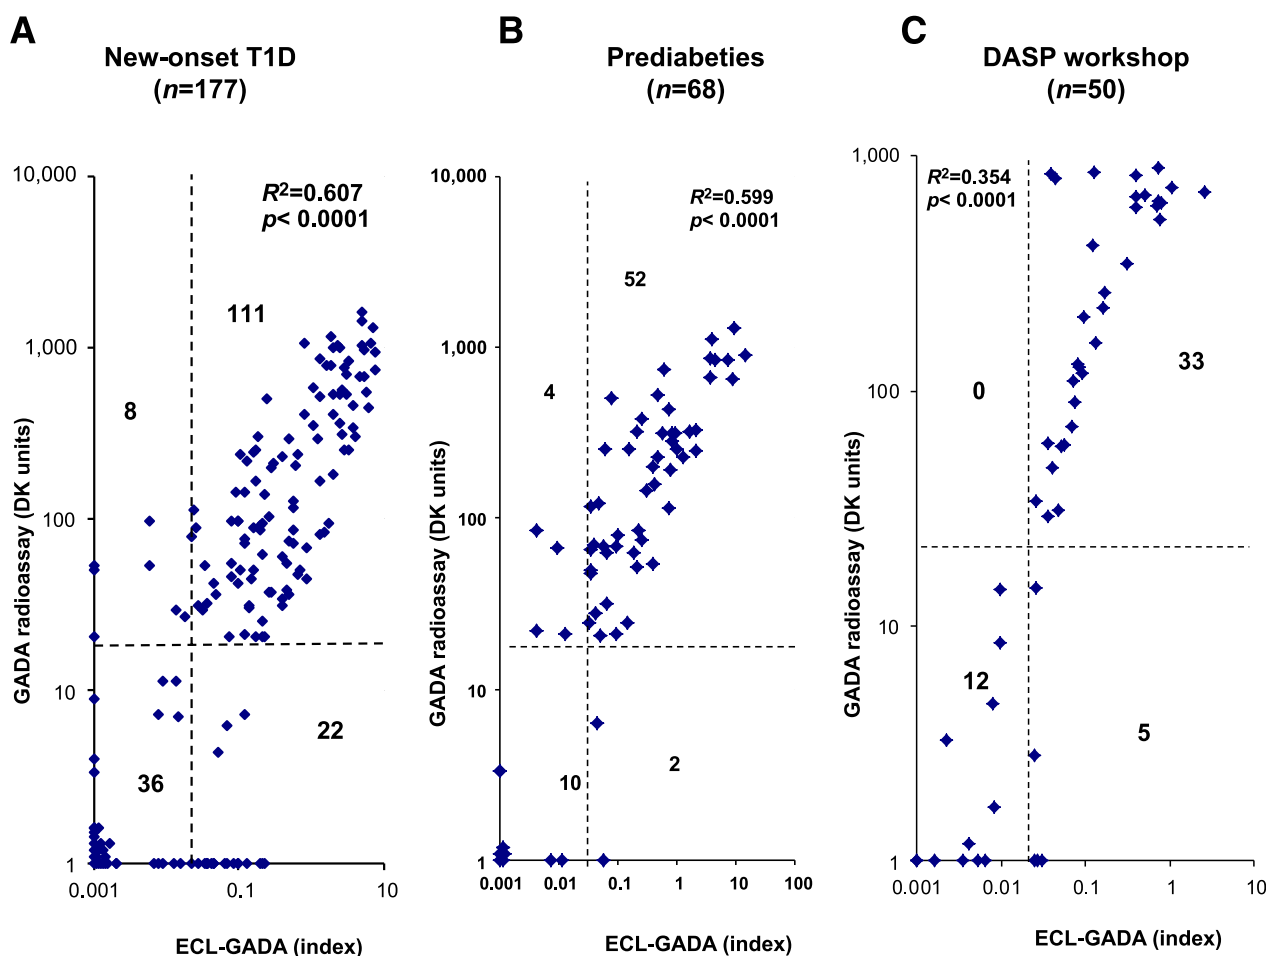 A
New-onset T1D
(n=177)
10,000
1,000
100
10
1
0.001
0.1
10
R²=0.607
p< 0.0001
111
8
22
36
GADA radioassay (DK units)
ECL-GADA (index)
B
Prediabeties
(n=68)
10,000
1,000
100
10
1
0.001
0.01
0.1
1
10
100
R²=0.599
p< 0.0001
52
4
10
2
GADA radioassay (DK units)
ECL-GADA (index)
C
DASP workshop
(n=50)
1,000
100
10
1
0.001
0.01
0.1
1
10
R²=0.354
p< 0.0001
33
0
12
5
GADA radioassay (DK units)
ECL-GADA (index)